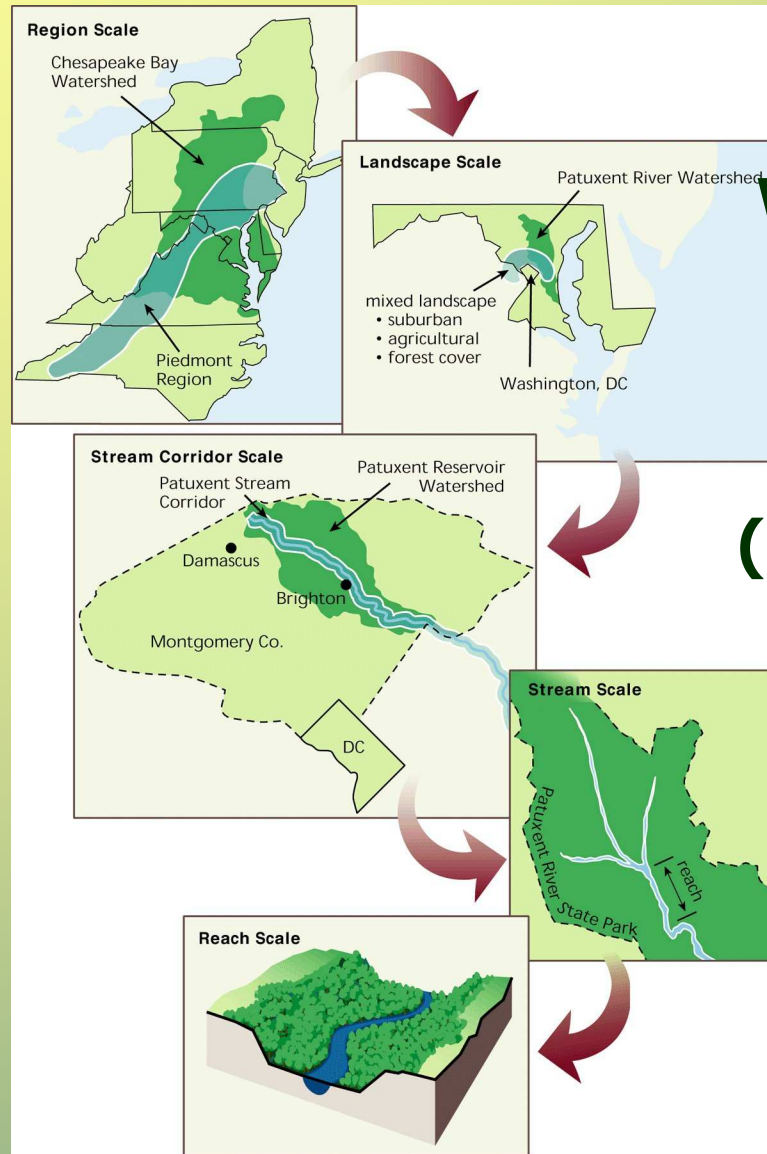 Region Scale
Chesapeake Bay
Watershed
Piedmont
Region
Landscape Scale
Patuxent River Watershed
mixed landscape
• suburban
• agricultural
• forest cover
Washington, DC
Stream Corridor Scale
Patuxent Stream
Corridor
Patuxent Reservoir
Watershed
Damascus
Brighton
Montgomery Co.
DC
Stream Scale
Patuxent River State Park
reach
Reach Scale
(